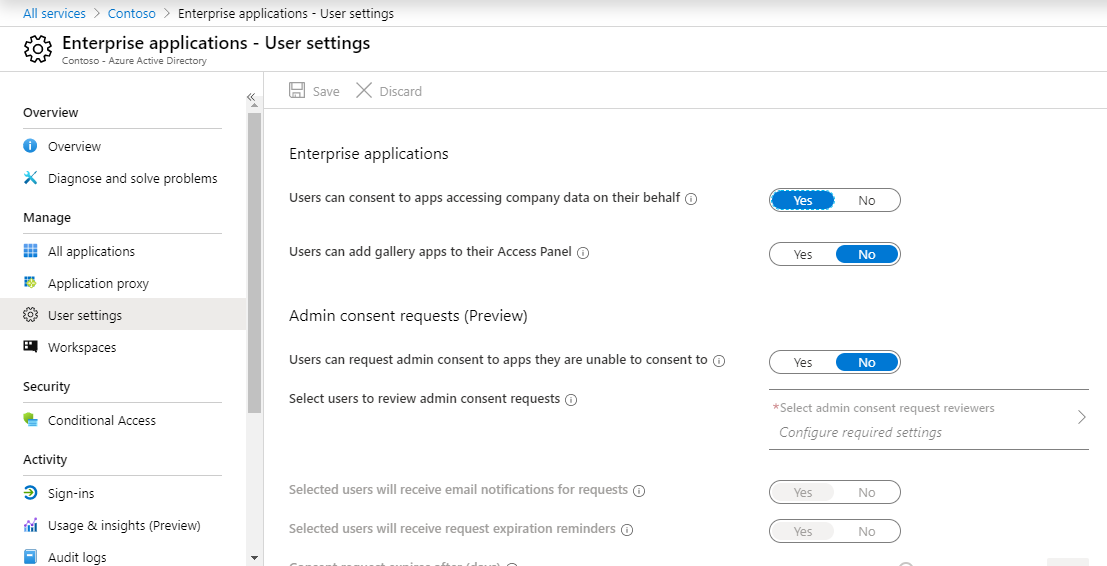 All services > Contoso > Enterprise applications - User settings
Enterprise applications - User settings
Contoso - Azure Active Directory
Overview
Overview
Diagnose and solve problems
Manage
All applications
Application proxy
User settings
Workspaces
Security
Conditional Access
Activity
Sign-ins
Usage & insights (Preview)
Audit logs
Save Discard
Enterprise applications
Users can consent to apps accessing company data on their behalf Yes No
Users can add gallery apps to their Access Panel Yes No
Admin consent requests (Preview)
Users can request admin consent to apps they are unable to consent to Yes No
Select users to review admin consent requests
*Select admin consent request reviewers
Configure required settings
Selected users will receive email notifications for requests Yes No
Selected users will receive request expiration reminders Yes No
Consent request expires after (days)